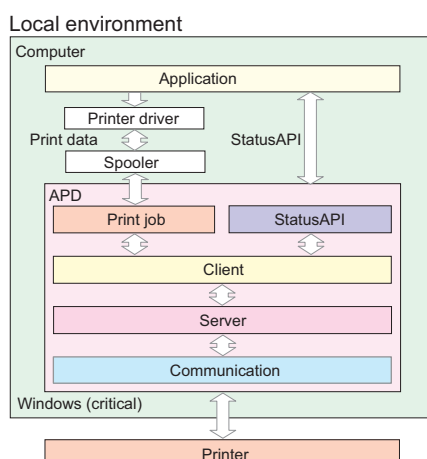 Local environment
Computer
Application
Printer driver
Print data
StatusAPI
Spooler
APD
Print job
StatusAPI
Client
Server
Communication
Windows (critical)
Printer